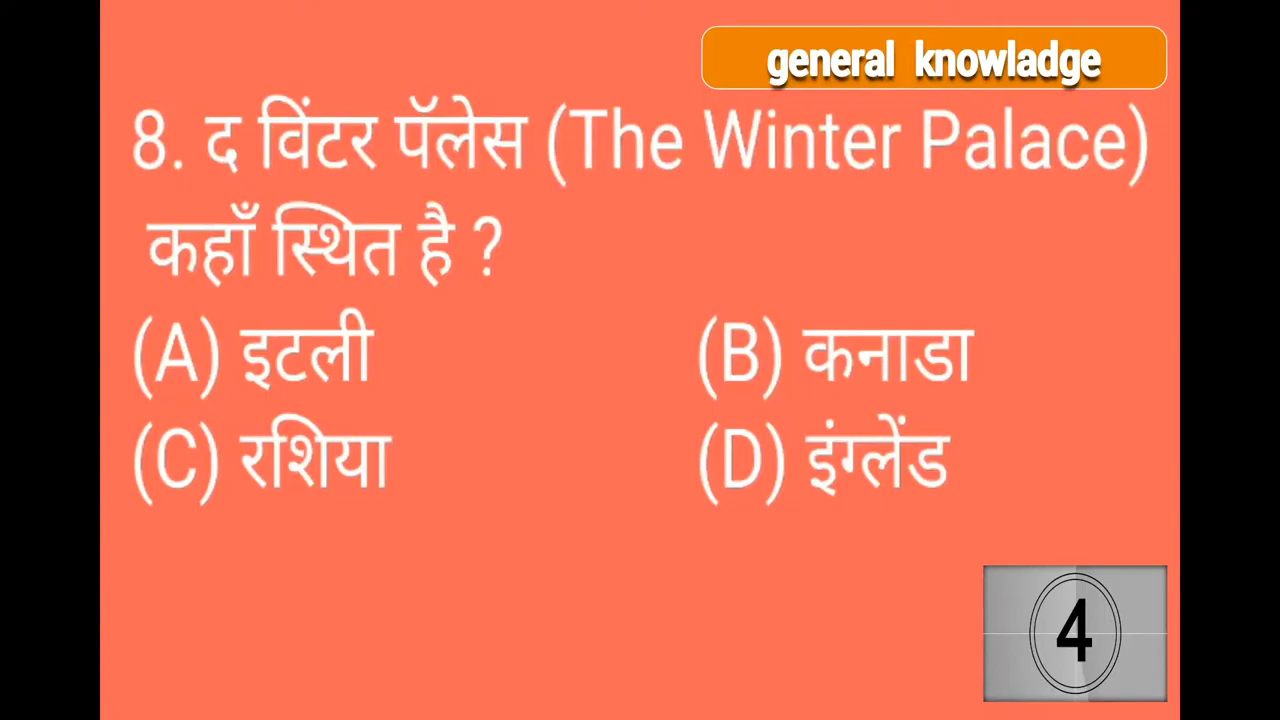 general knowladge
8. द विंटर पॅलेस (The Winter Palace)
कहाँ स्थित है ?
(A) इटली (B) कनाडा
(C) रशिया (D) इंग्लेंड
4